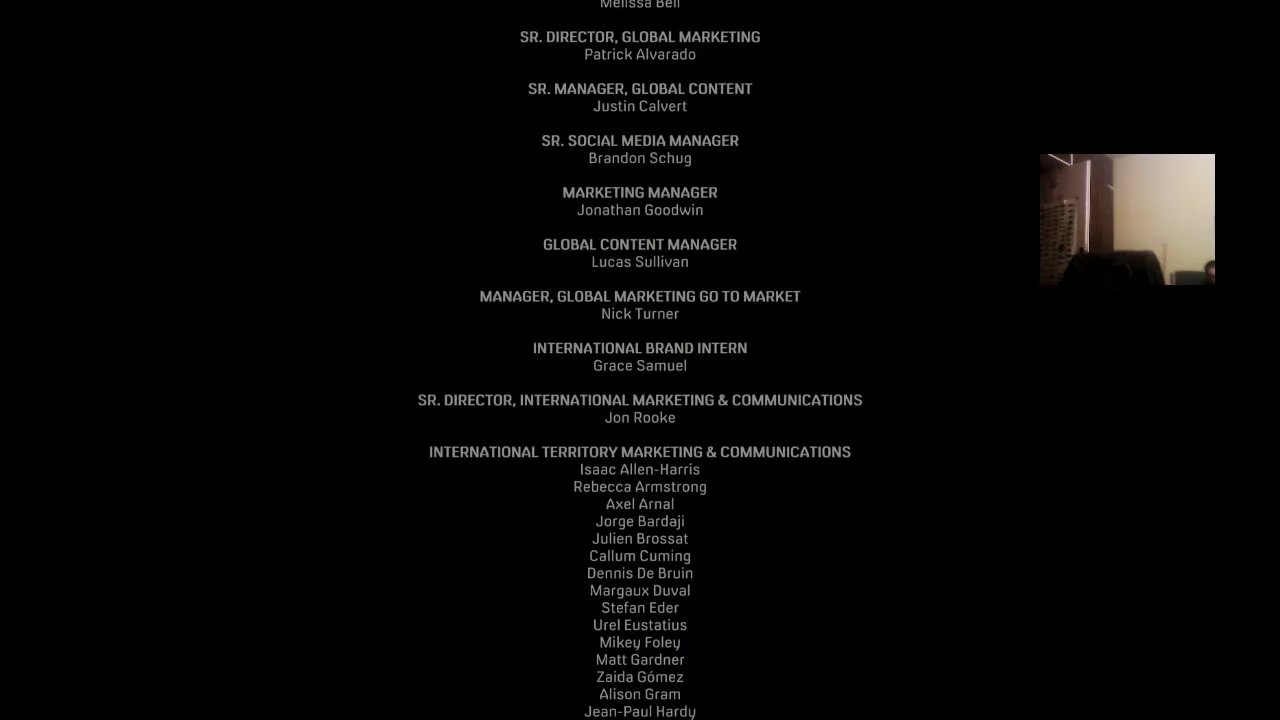 Melissa Bell
SR. DIRECTOR, GLOBAL MARKETING
Patrick Alvarado
SR. MANAGER, GLOBAL CONTENT
Justin Calvert
SR. SOCIAL MEDIA MANAGER
Brandon Schug
MARKETING MANAGER
Jonathan Goodwin
GLOBAL CONTENT MANAGER
Lucas Sullivan
MANAGER, GLOBAL MARKETING GO TO MARKET
Nick Turner
INTERNATIONAL BRAND INTERN
Grace Samuel
SR. DIRECTOR, INTERNATIONAL MARKETING & COMMUNICATIONS
Jon Rooke
INTERNATIONAL TERRITORY MARKETING & COMMUNICATIONS
Isaac Allen-Harris
Rebecca Armstrong
Axel Arnal
Jorge Bardaji
Julien Brossat
Callum Cuming
Dennis De Bruin
Margaux Duval
Stefan Eder
Urel Eustatius
Mikey Foley
Matt Gardner
Zaida Gómez
Alison Gram
Jean-Paul Hardy